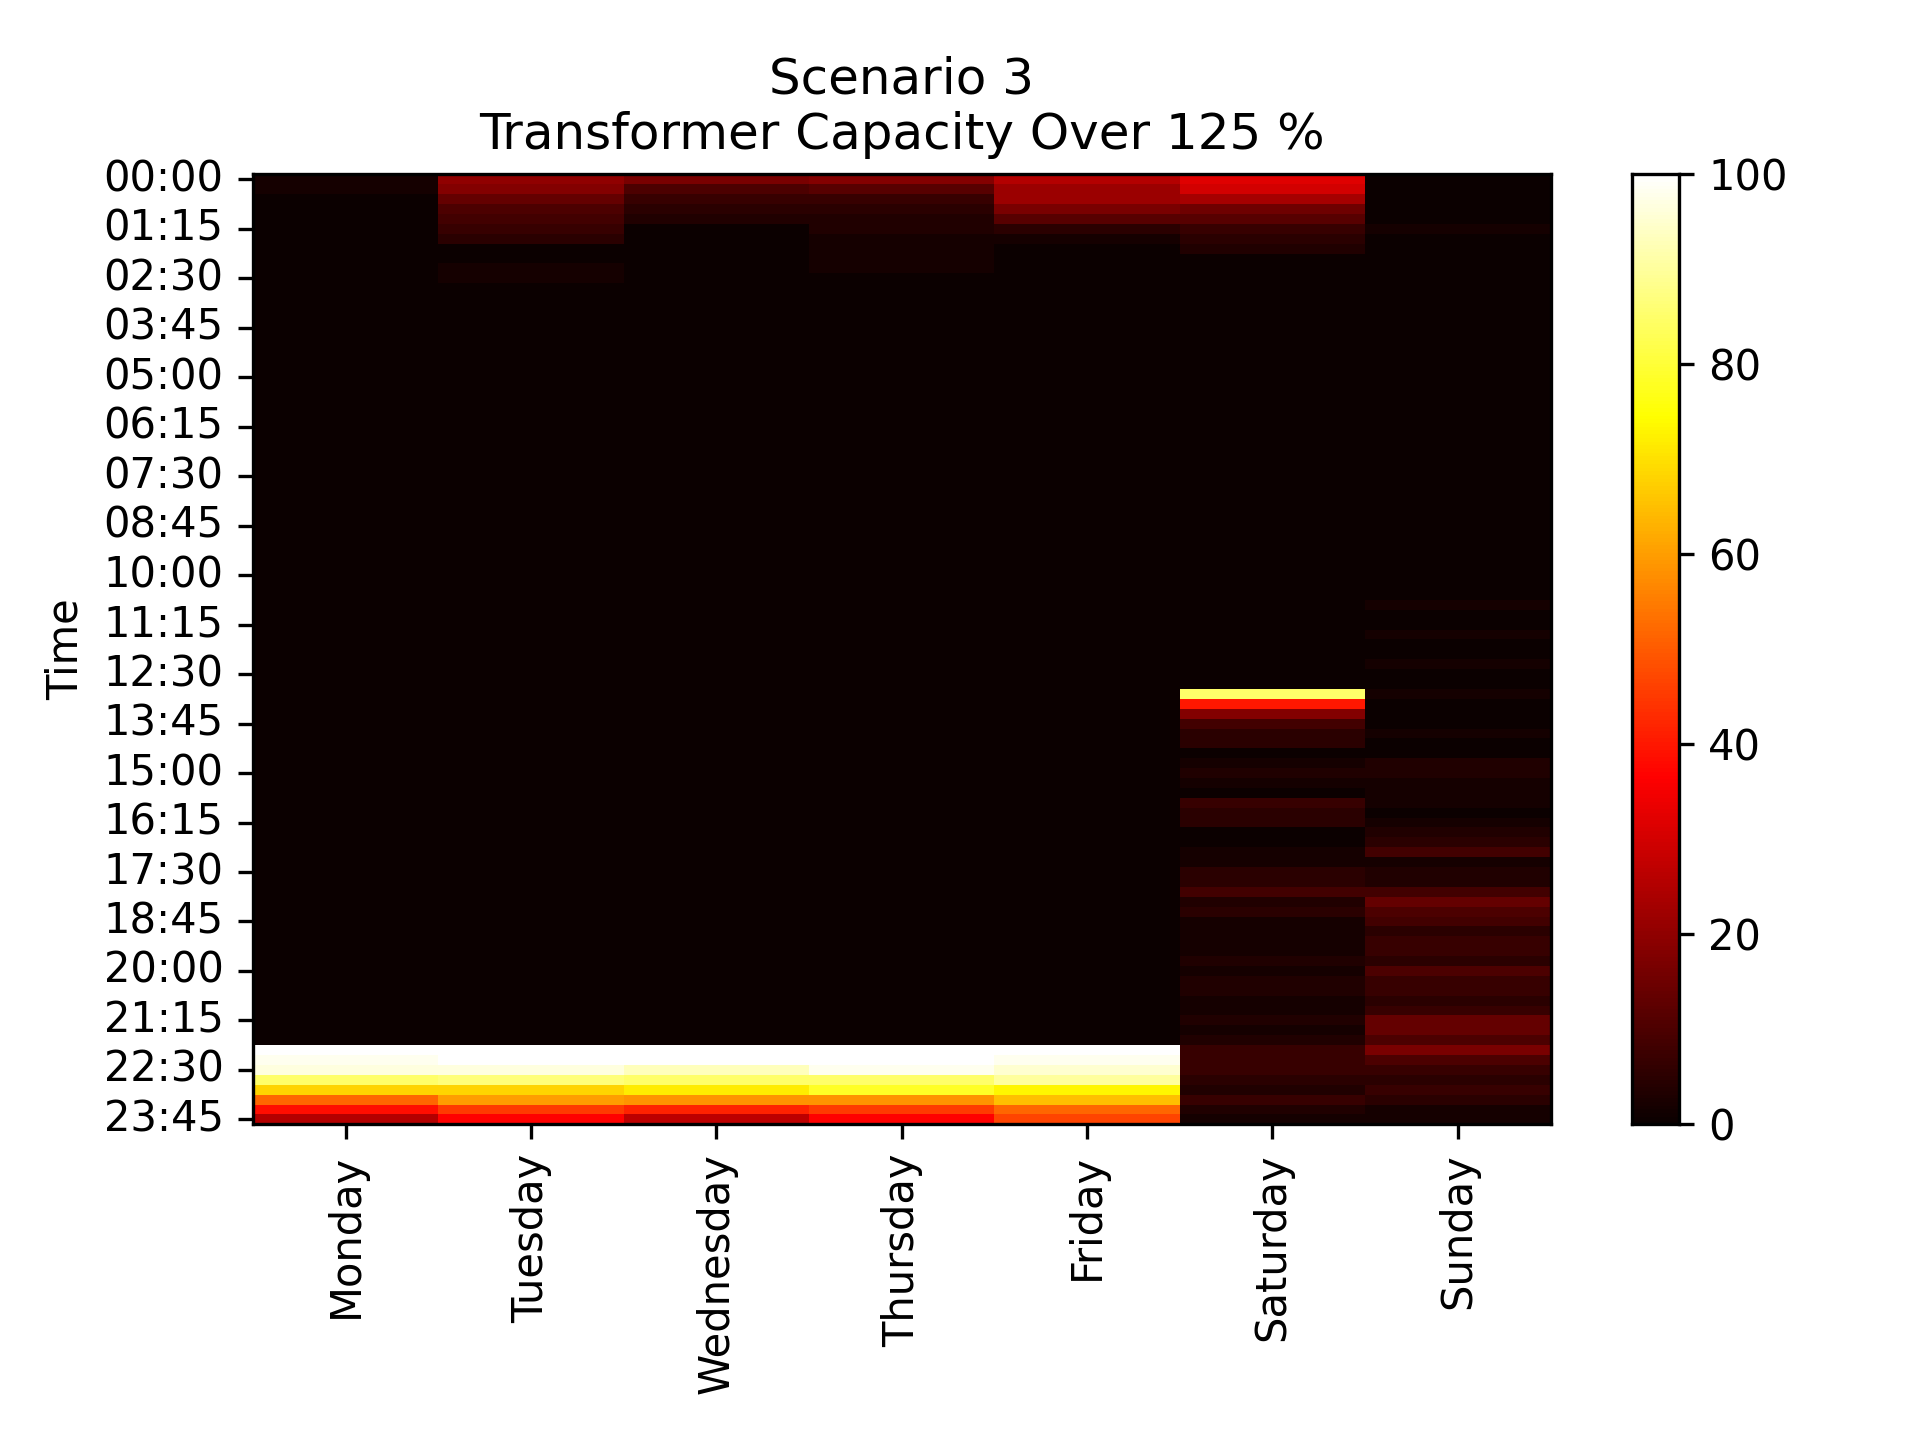 Scenario 3
Transformer Capacity Over 125 %
Time
00:00
01:15
02:30
03:45
05:00
06:15
07:30
08:45
10:00
11:15
12:30
13:45
15:00
16:15
17:30
18:45
20:00
21:15
22:30
23:45
Monday
Tuesday
Wednesday
Thursday
Friday
Saturday
Sunday
100
80
60
40
20
0